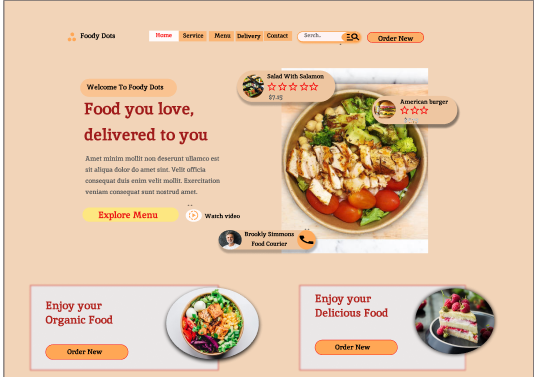 Foody Dots
Home
Service
Menu
Delivery
Contact
Serch..
Order New
Welcome To Foody Dots
Food you love,
delivered to you
Amet minim mollit non deserunt ullamco est
sit aliqua dolor do amet sint. Velit officia
consequat duis enim velit mollit. Exercitation
veniam consequat sunt nostrud amet.
Explore Menu
Watch video
Salad With Salamon
$7.15
American burger
Brookly Simmons
Food Courier
Enjoy your
Organic Food
Order New
Enjoy your
Delicious Food
Order New